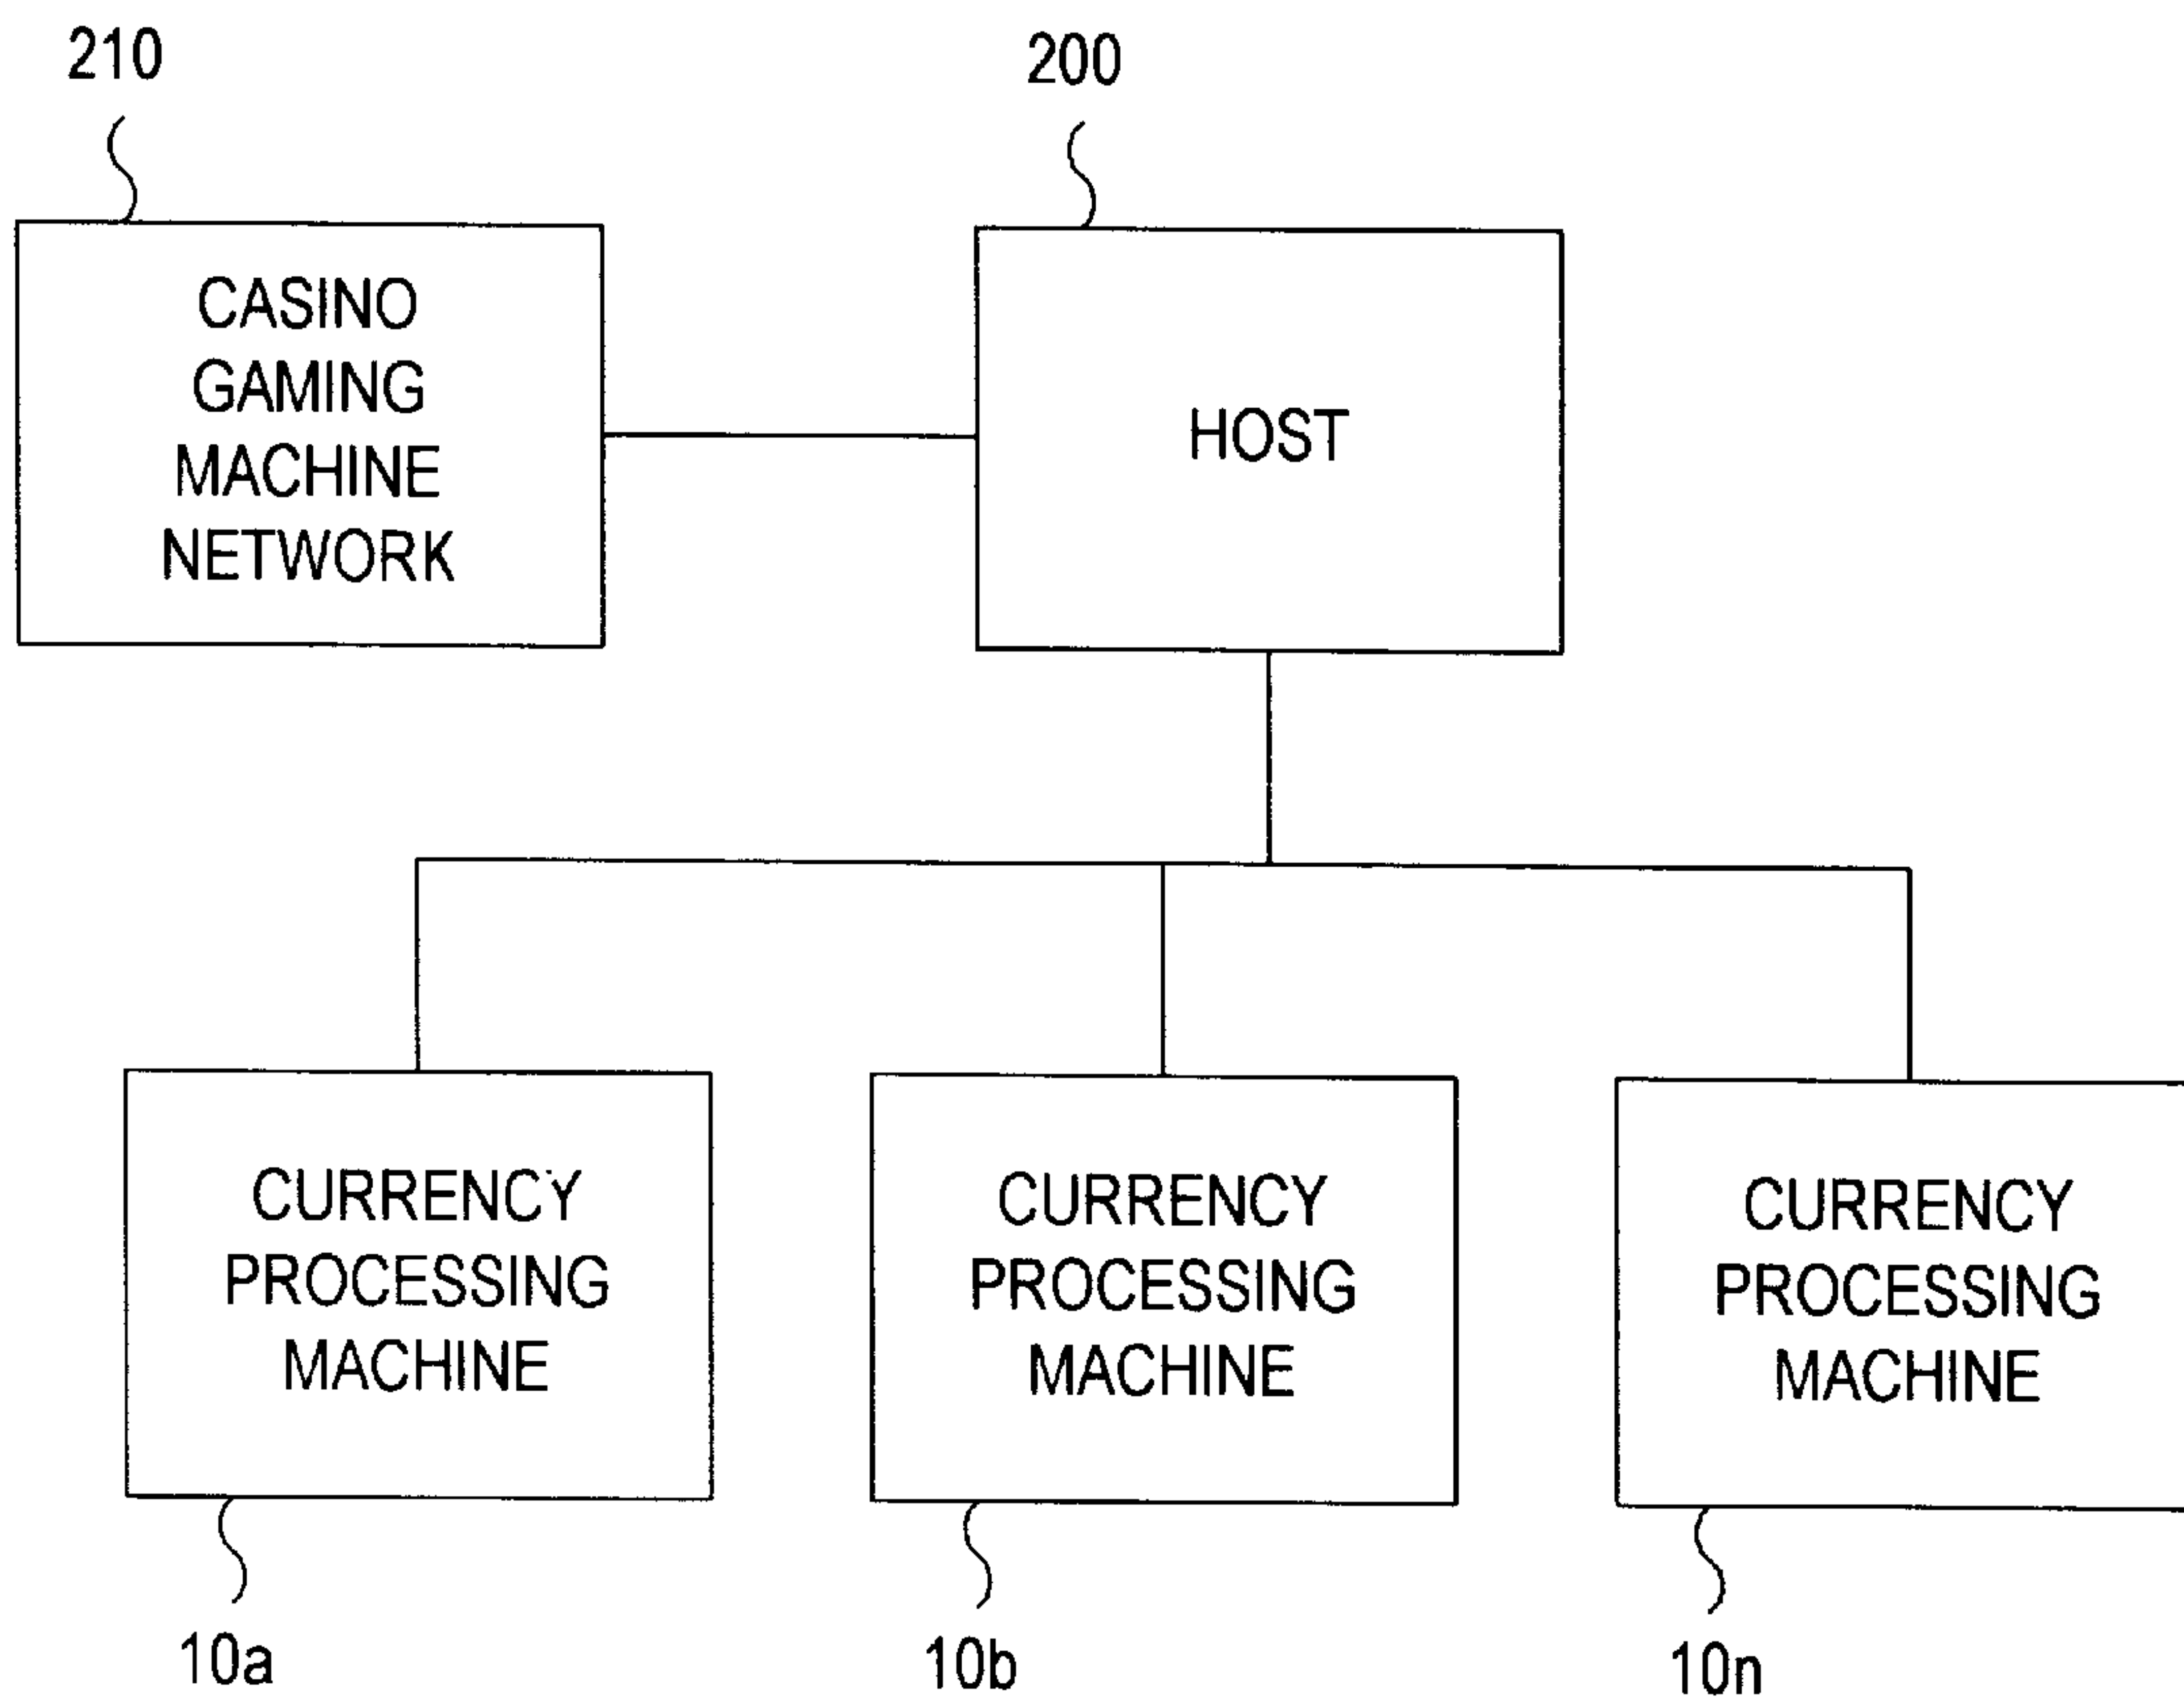 210
200
CASINO
GAMING
MACHINE
NETWORK
HOST
CURRENCY
PROCESSING
MACHINE
CURRENCY
PROCESSING
MACHINE
CURRENCY
PROCESSING
MACHINE
10a
10b
10n